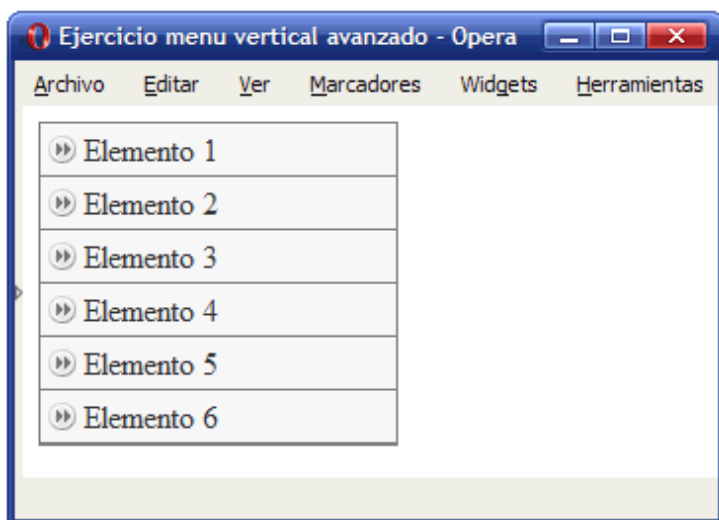 Ejercicio menu vertical avanzado - Opera
Archivo Editar Ver Marcadores Widgets Herramientas
Elemento 1
Elemento 2
Elemento 3
Elemento 4
Elemento 5
Elemento 6